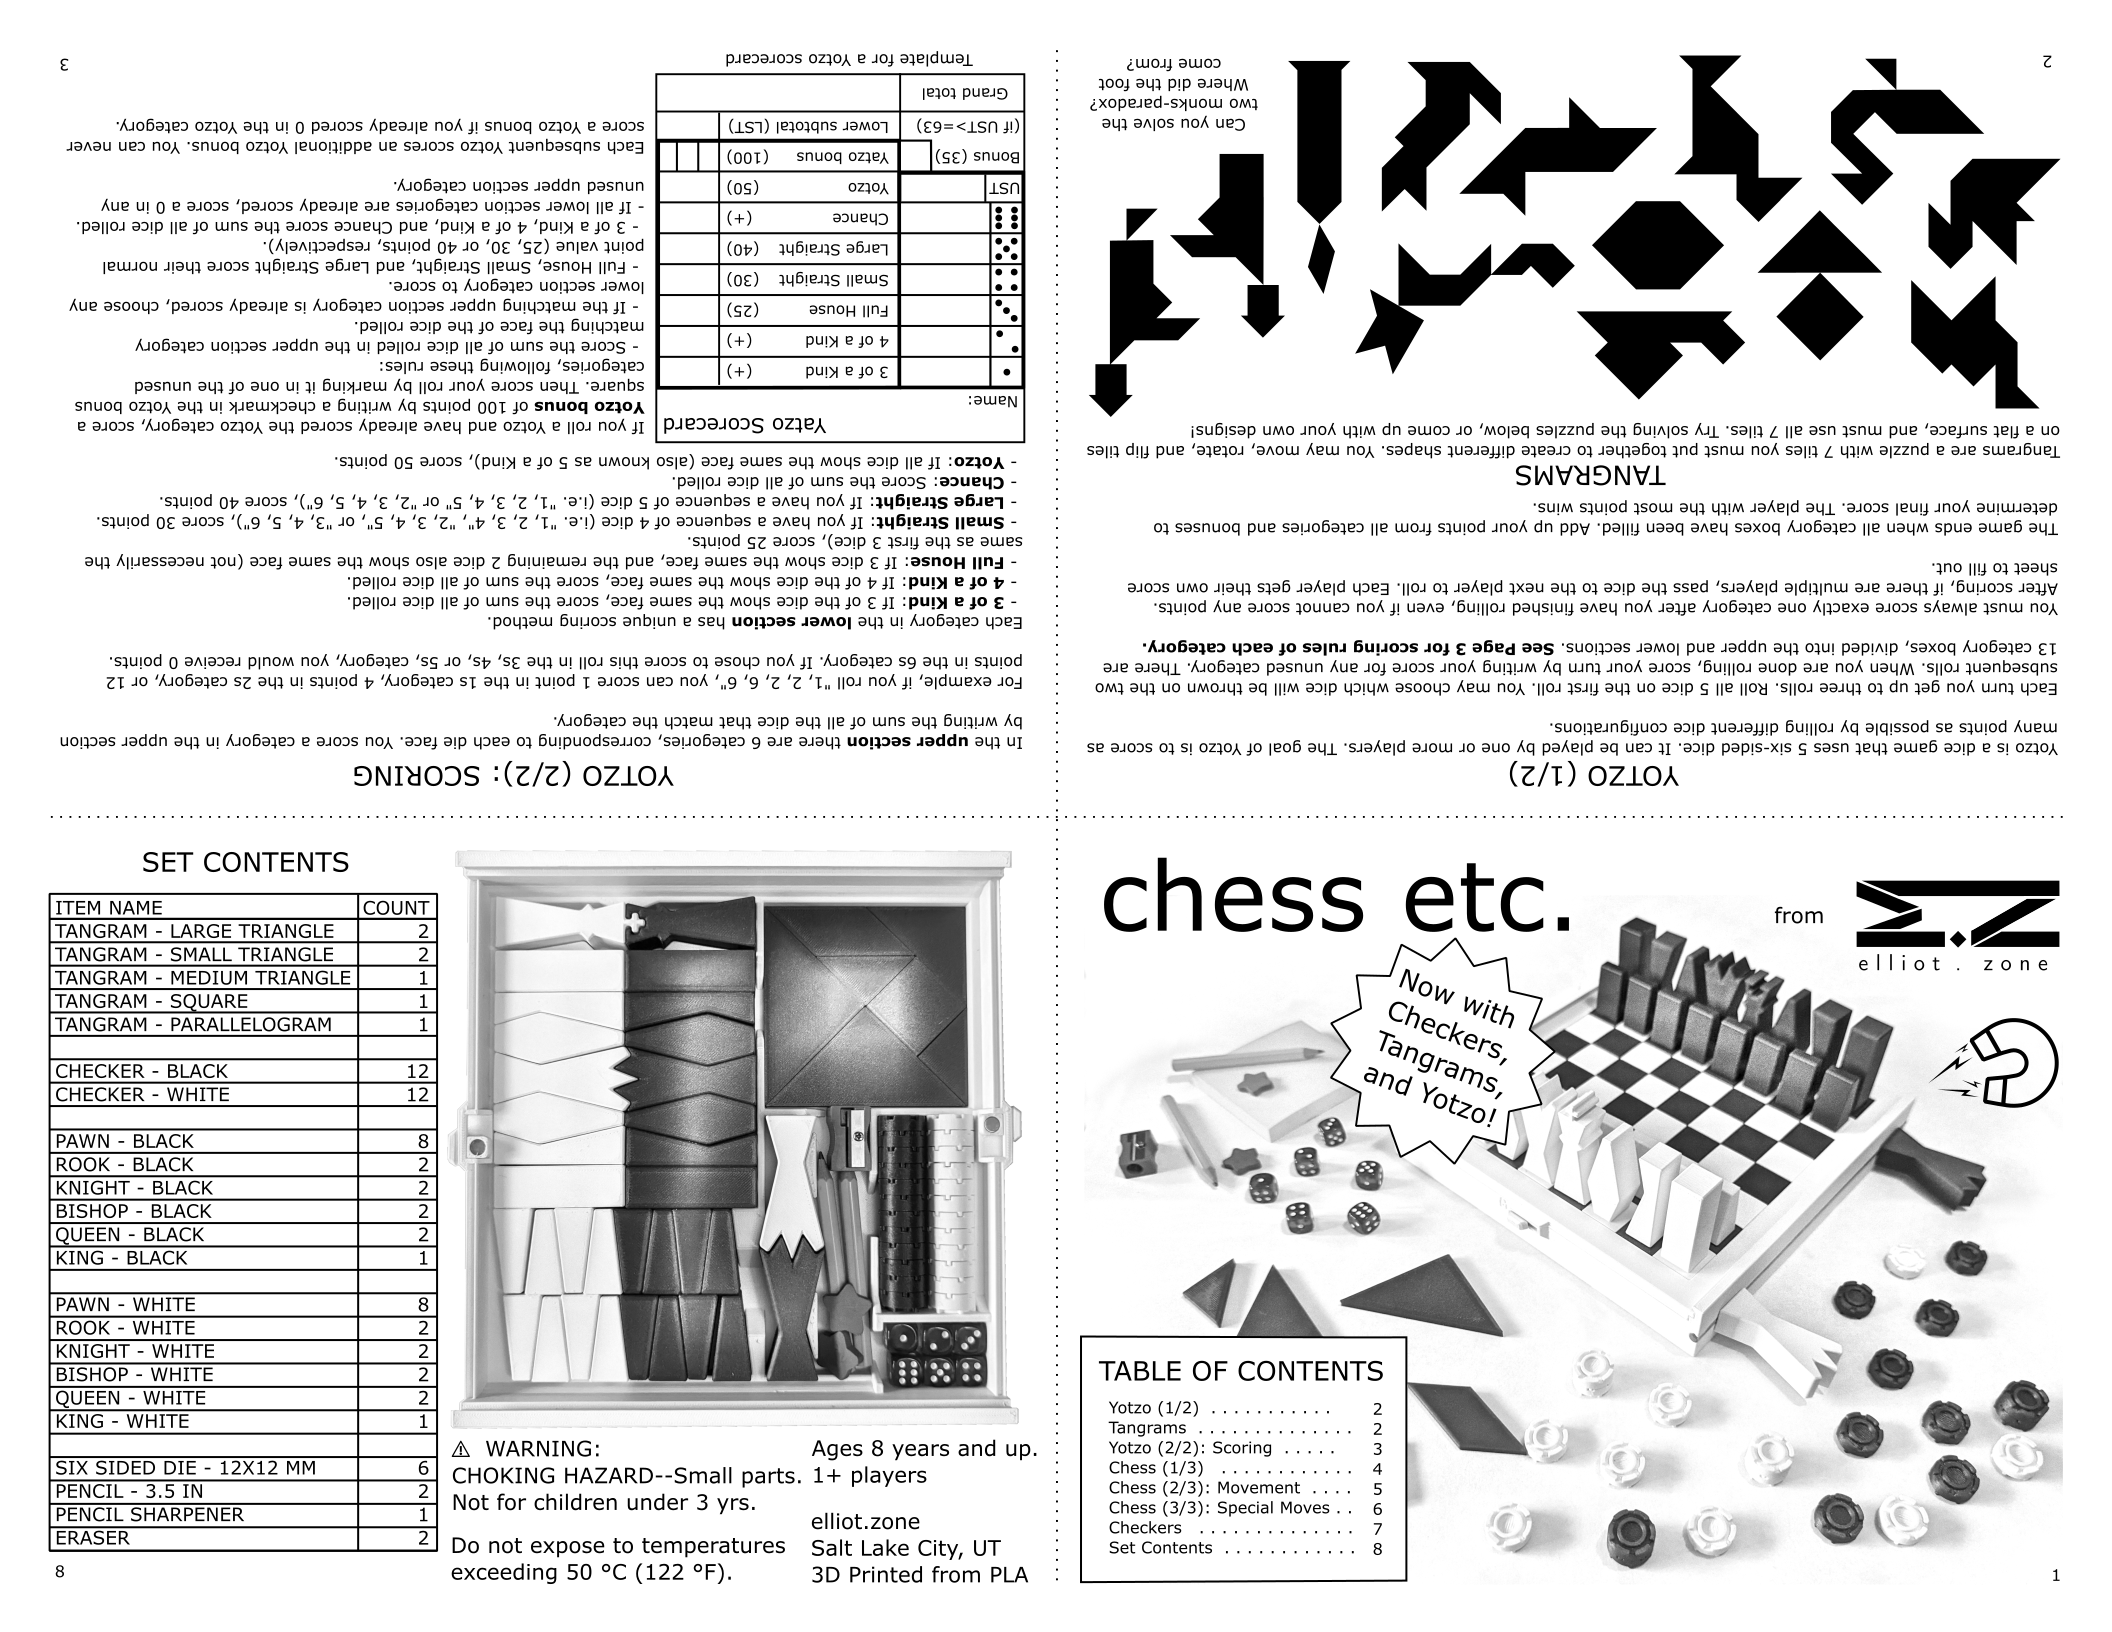 chess etc.
from
elliot . zone
Now with
Checkers,
Tangrams,
and Yotzo!
TABLE OF CONTENTS
Yotzo (1/2) . . . . . . . . . . . 2
Tangrams . . . . . . . . . . . . . . 2
Yotzo (2/2): Scoring . . . . . 3
Chess (1/3) . . . . . . . . . . . . 4
Chess (2/3): Movement . . . . 5
Chess (3/3): Special Moves . . 6
Checkers . . . . . . . . . . . . . . 7
Set Contents . . . . . . . . . . . . 8
1
YOTZO (1/2)
Yotzo is a dice game that uses 5 six-sided dice. It can be played by one or more players. The goal of Yotzo is to score as
many points as possible by rolling different dice configurations.
Each turn you get up to three rolls. Roll all 5 dice on the first roll. You may choose which dice will be thrown on the two
subsequent rolls. When you are done rolling, score your turn by writing your score for any unused category. There are
13 category boxes, divided into the upper and lower sections. See Page 3 for scoring rules of each category.
You must always score exactly one category after you have finished rolling, even if you cannot score any points.
After scoring, if there are multiple players, pass the dice to the next player to roll. Each player gets their own score
sheet to fill out.
The game ends when all category boxes have been filled. Add up your points from all categories and bonuses to
determine your final score. The player with the most points wins.
TANGRAMS
Tangrams are a puzzle with 7 tiles you must put together to create different shapes. You may move, rotate, and flip tiles
on a flat surface, and must use all 7 tiles. Try solving the puzzles below, or come up with your own designs!
Can you solve the
two monks-paradox?
Where did the foot
come from?
2
YOTZO (2/2): SCORING
In the upper section there are 6 categories, corresponding to each die face. You score a category in the upper section
by writing the sum of all the dice that match the category.
For example, if you roll "1, 2, 2, 6, 6", you can score 1 point in the 1s category, 4 points in the 2s category, or 12
points in the 6s category. If you chose to score this roll in the 3s, 4s, or 5s, category, you would receive 0 points.
Each category in the lower section has a unique scoring method.
- 3 of a Kind: If 3 of the dice show the same face, score the sum of all dice rolled.
- 4 of a Kind: If 4 of the dice show the same face, score the sum of all dice rolled.
- Full House: If 3 dice show the same face, and the remaining 2 dice also show the same face (not necessarily the
same as the first 3 dice), score 25 points.
- Small Straight: If you have a sequence of 4 dice (i.e. "1, 2, 3, 4", "2, 3, 4, 5", or "3, 4, 5, 6"), score 30 points.
- Large Straight: If you have a sequence of 5 dice (i.e. "1, 2, 3, 4, 5" or "2, 3, 4, 5, 6"), score 40 points.
- Chance: Score the sum of all dice rolled.
- Yotzo: If all dice show the same face (also known as 5 of a Kind), score 50 points.
Yatzo Scorecard
Name:
3 of a Kind (+)
4 of a Kind (+)
Full House (25)
Small Straight (30)
Large Straight (40)
Chance (+)
UST Yotzo (50)
Bonus (35) Yatzo bonus (100)
(if UST>=63) Lower subtotal (LST)
Grand total
Template for a Yotzo scorecard
If you roll a Yotzo and have already scored the Yotzo category, score a
Yotzo bonus of 100 points by writing a checkmark in the Yotzo bonus
square. Then score your roll by marking it in one of the unused
categories, following these rules:
- Score the sum of all dice rolled in the upper section category
matching the face of the dice rolled.
- If the matching upper section category is already scored, choose any
lower section category to score.
- Full House, Small Straight, and Large Straight score their normal
point value (25, 30, or 40 points, respectively).
- 3 of a Kind, 4 of a Kind, and Chance score the sum of all dice rolled.
- If all lower section categories are already scored, score a 0 in any
unused upper section category.
Each subsequent Yotzo scores an additional Yotzo bonus. You can never
score a Yotzo bonus if you already scored 0 in the Yotzo category.
3
SET CONTENTS
ITEM NAME COUNT
TANGRAM - LARGE TRIANGLE 2
TANGRAM - SMALL TRIANGLE 2
TANGRAM - MEDIUM TRIANGLE 1
TANGRAM - SQUARE 1
TANGRAM - PARALLELOGRAM 1
CHECKER - BLACK 12
CHECKER - WHITE 12
PAWN - BLACK 8
ROOK - BLACK 2
KNIGHT - BLACK 2
BISHOP - BLACK 2
QUEEN - BLACK 2
KING - BLACK 1
PAWN - WHITE 8
ROOK - WHITE 2
KNIGHT - WHITE 2
BISHOP - WHITE 2
QUEEN - WHITE 2
KING - WHITE 1
SIX SIDED DIE - 12X12 MM 6
PENCIL - 3.5 IN 2
PENCIL SHARPENER 1
ERASER 2
⚠ WARNING:
CHOKING HAZARD--Small parts.
Not for children under 3 yrs.
Do not expose to temperatures
exceeding 50 °C (122 °F).
Ages 8 years and up.
1+ players
elliot.zone
Salt Lake City, UT
3D Printed from PLA
8